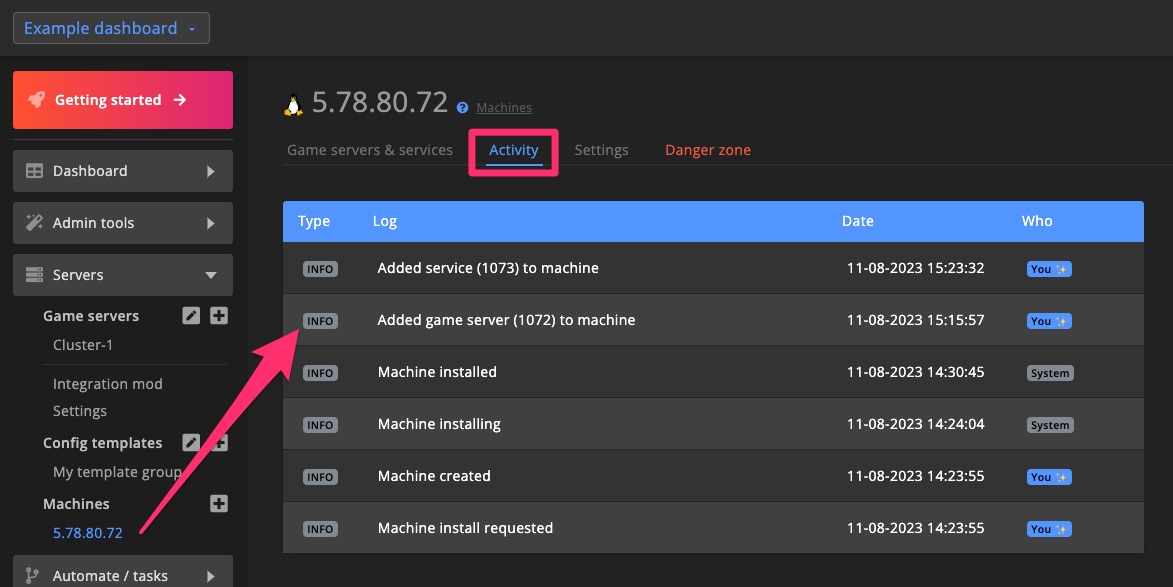 Example dashboard
Getting started
Dashboard
Admin tools
Servers
Game servers
Cluster-1
Integration mod
Settings
Config templates
My template group
Machines
5.78.80.72
Automate / tasks
5.78.80.72 ? Machines
Game servers & services Activity Settings Danger zone
Type Log Date Who
INFO Added service (1073) to machine 11-08-2023 15:23:32 You
INFO Added game server (1072) to machine 11-08-2023 15:15:57 You
INFO Machine installed 11-08-2023 14:30:45 System
INFO Machine installing 11-08-2023 14:24:04 System
INFO Machine created 11-08-2023 14:23:55 You
INFO Machine install requested 11-08-2023 14:23:55 You